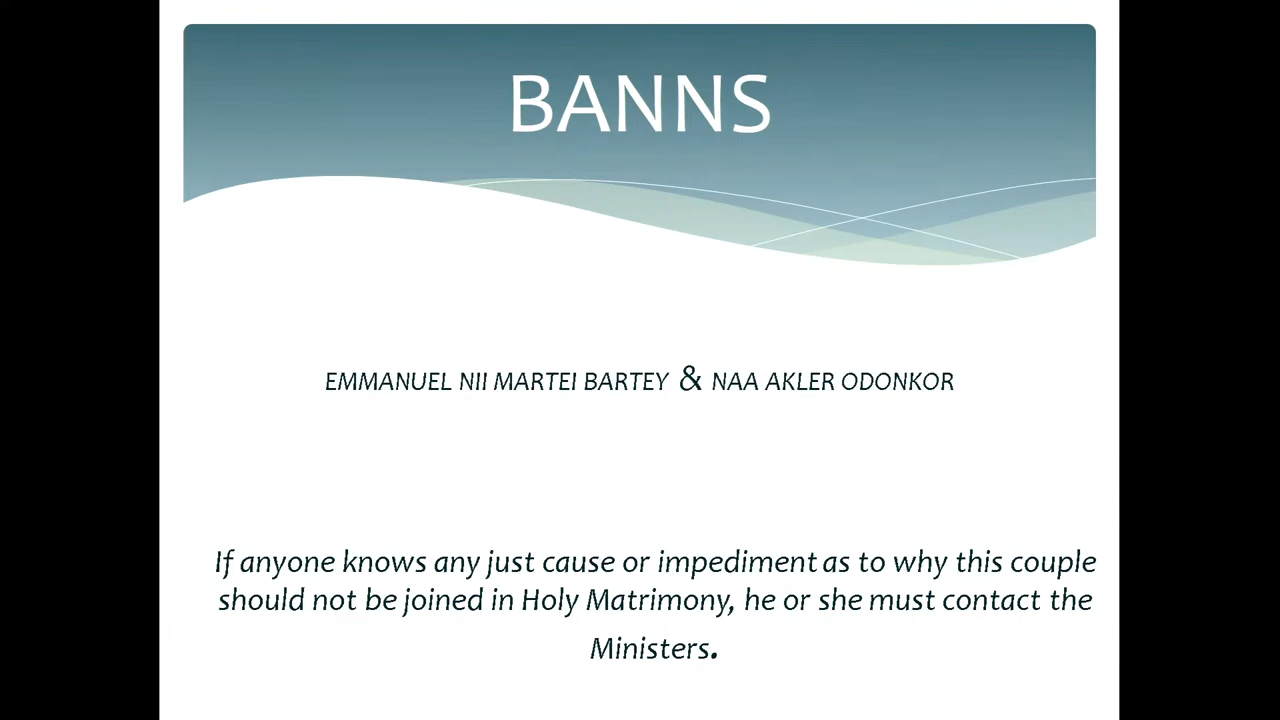 BANNS
EMMANUEL NII MARTEI BARTEY & NAA AKLER ODONKOR
If anyone knows any just cause or impediment as to why this couple
should not be joined in Holy Matrimony, he or she must contact the
Ministers.